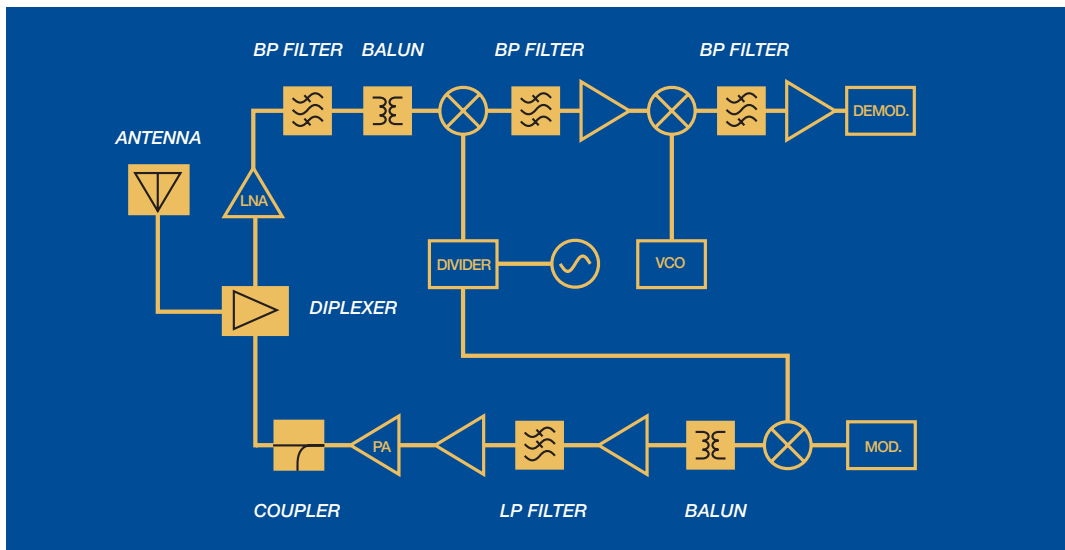 BP FILTER BALUN BP FILTER BP FILTER
DEMOD.
ANTENNA
LNA
DIVIDER VCO
DIPLEXER
PA MOD.
COUPLER LP FILTER BALUN